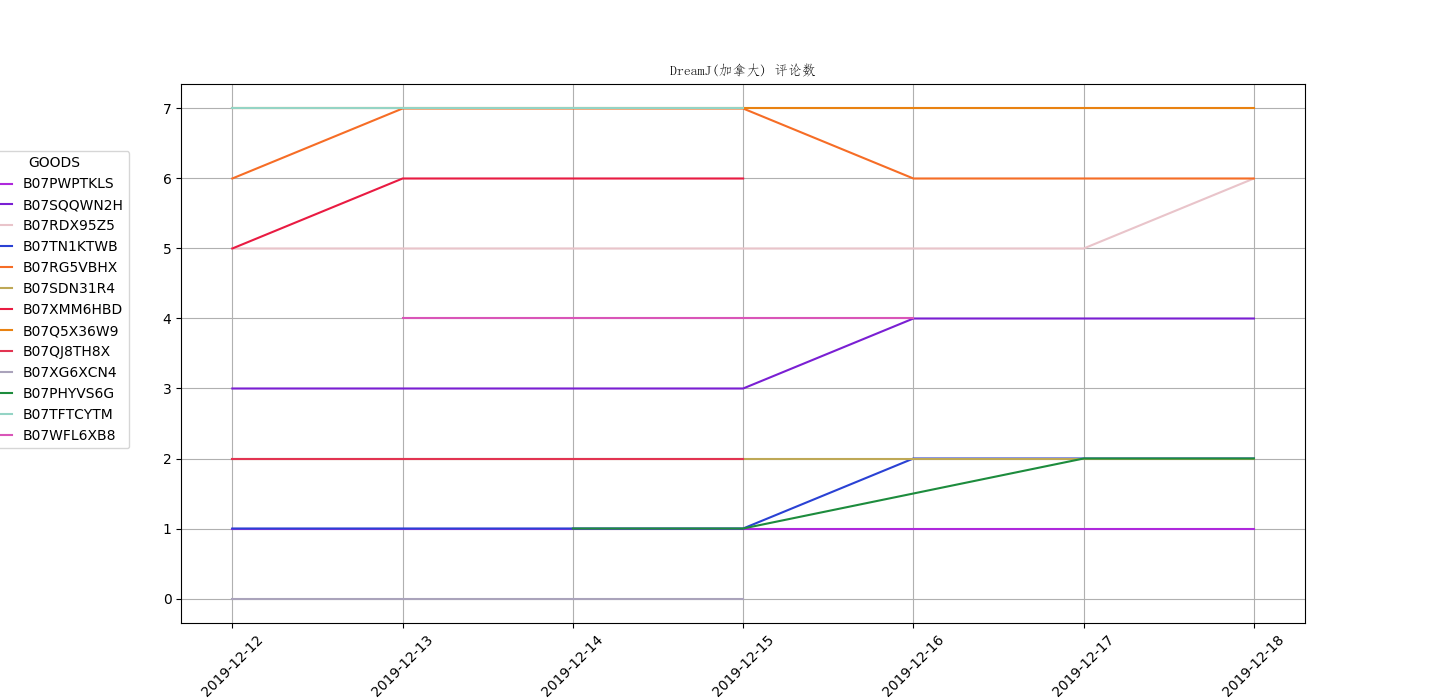 DreamJ(加拿大) 评论数
GOODS
B07PWPTKLS
B07SQQWN2H
B07RDX95Z5
B07TN1KTWB
B07RG5VBHX
B07SDN31R4
B07XMM6HBD
B07Q5X36W9
B07QJ8TH8X
B07XG6XCN4
B07PHYVS6G
B07TFTCYTM
B07WFL6XB8
7
6
5
4
3
2
1
0
2019-12-12
2019-12-13
2019-12-14
2019-12-15
2019-12-16
2019-12-17
2019-12-18